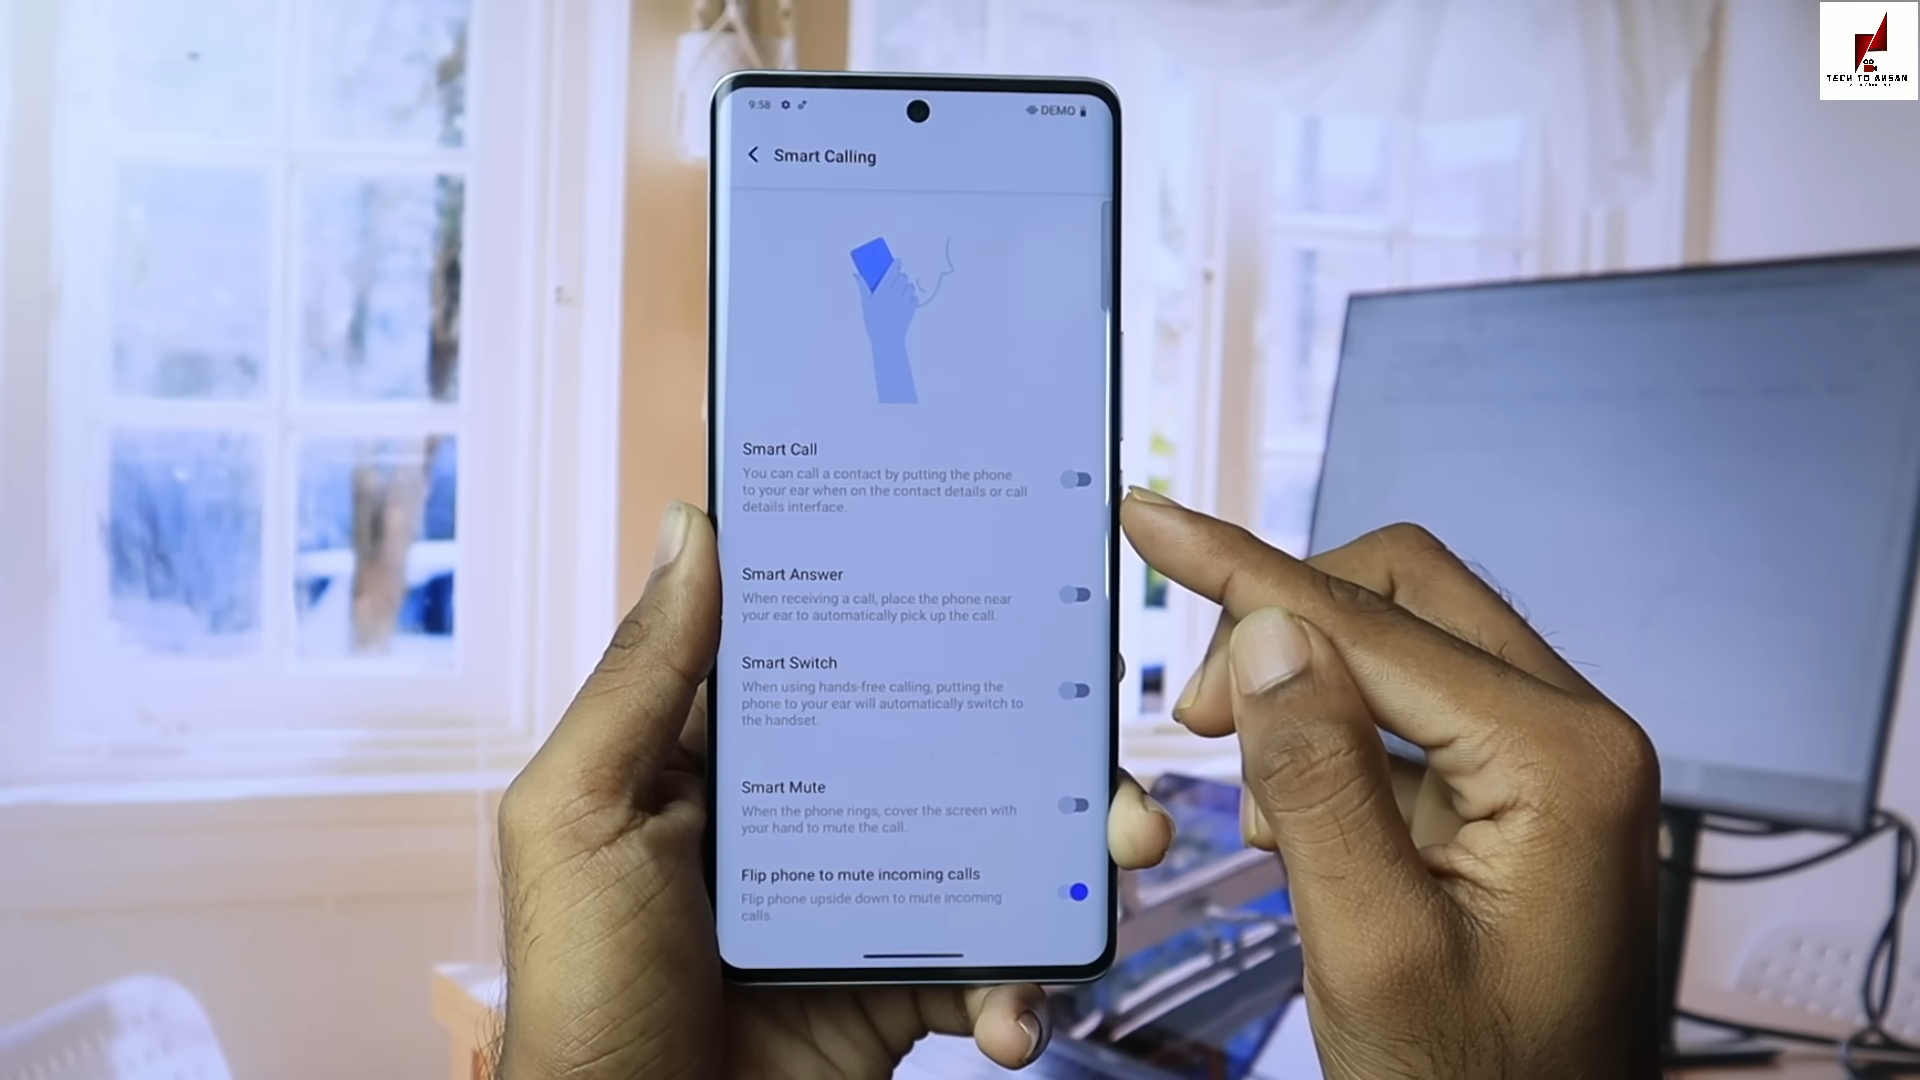 TECH TO AHSAN
9:58
DEMO
Smart Calling
Smart Call
You can call a contact by putting the phone
to your ear when on the contact details or call
details interface.
Smart Answer
When receiving a call, place the phone near
your ear to automatically pick up the call.
Smart Switch
When using hands-free calling, putting the
phone to your ear will automatically switch to
the handset.
Smart Mute
When the phone rings, cover the screen with
your hand to mute the call.
Flip phone to mute incoming calls
Flip phone upside down to mute incoming
calls.